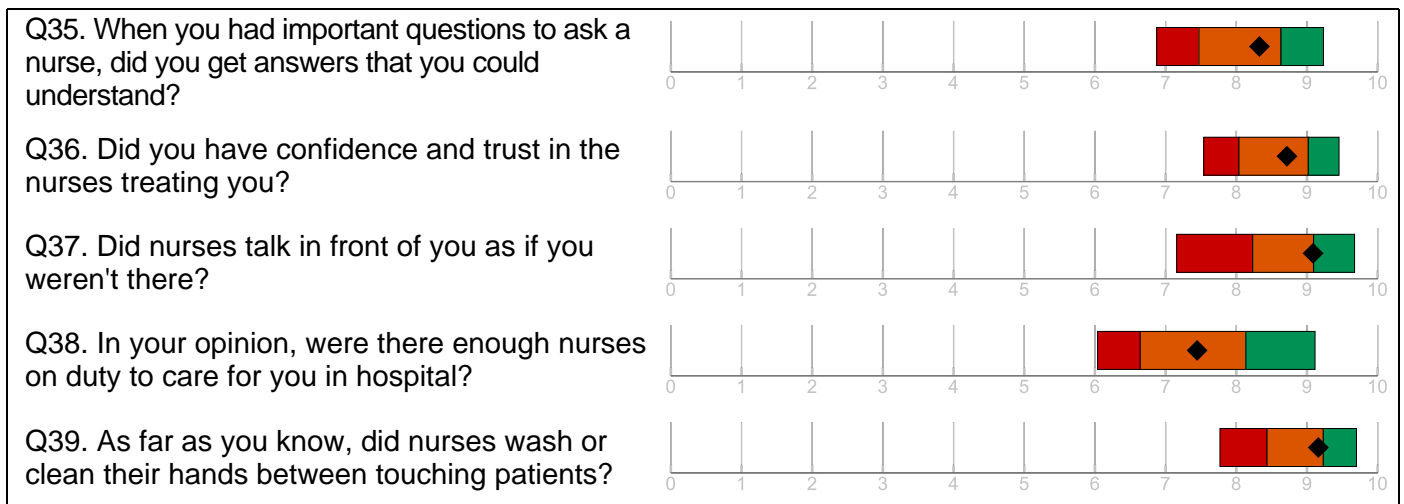 Q35. When you had important questions to ask a
nurse, did you get answers that you could
understand?
0 1 2 3 4 5 6 7 8 9 10
Q36. Did you have confidence and trust in the
nurses treating you?
0 1 2 3 4 5 6 7 8 9 10
Q37. Did nurses talk in front of you as if you
weren't there?
0 1 2 3 4 5 6 7 8 9 10
Q38. In your opinion, were there enough nurses
on duty to care for you in hospital?
0 1 2 3 4 5 6 7 8 9 10
Q39. As far as you know, did nurses wash or
clean their hands between touching patients?
0 1 2 3 4 5 6 7 8 9 10